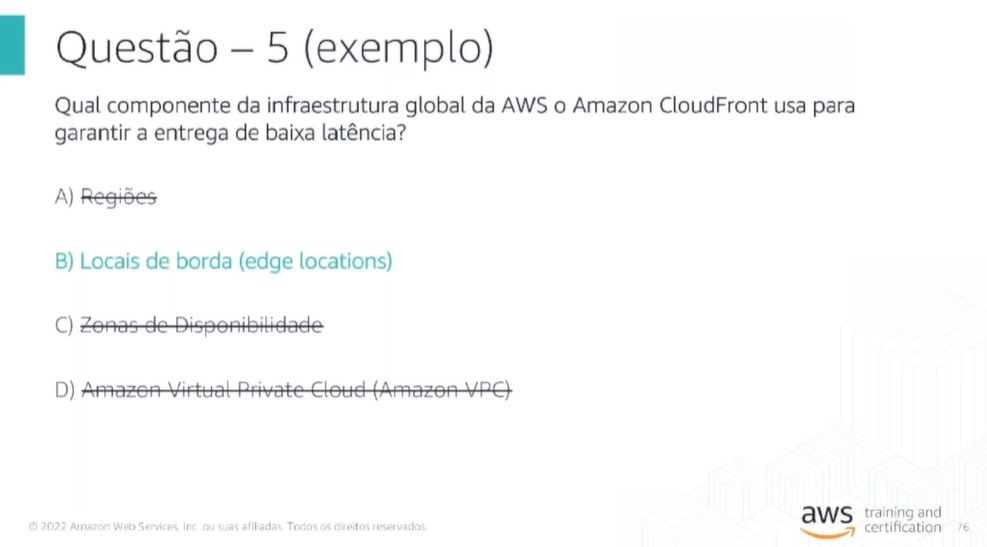 Questão – 5 (exemplo)
Qual componente da infraestrutura global da AWS o Amazon CloudFront usa para
garantir a entrega de baixa latência?
A) Regiões
B) Locais de borda (edge locations)
C) Zonas de Disponibilidade
D) Amazon Virtual Private Cloud (Amazon VPC)
© 2022 Amazon Web Services, Inc. ou suas afiliadas. Todos os direitos reservados.
aws training and
certification
76